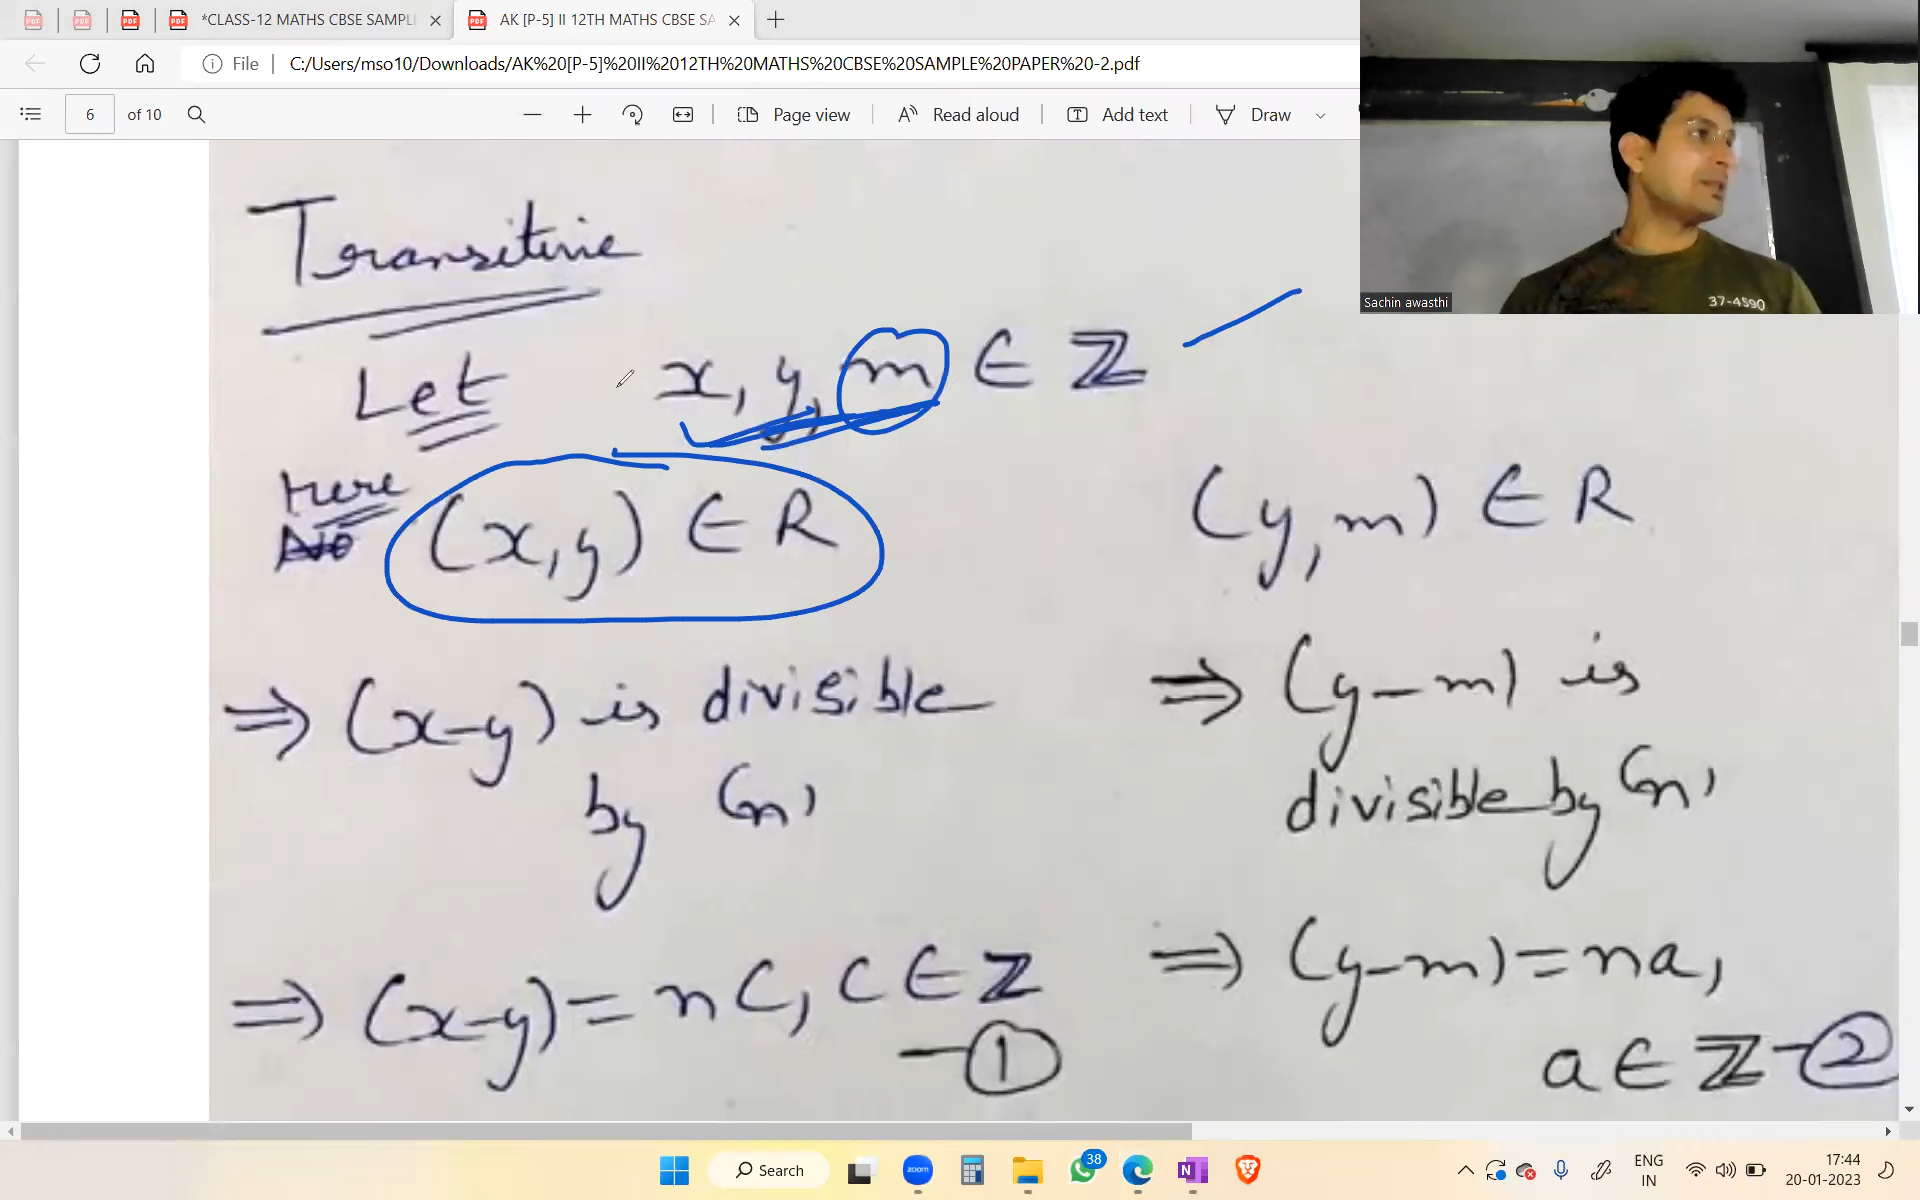 *CLASS-12 MATHS CBSE SAMPL
AK [P-5] II 12TH MATHS CBSE SA
File
C:/Users/mso10/Downloads/AK%20[P-5]%20II%2012TH%20MATHS%20CBSE%20SAMPLE%20PAPER%20-2.pdf
6 of 10
Page view
Read aloud
Add text
Draw
Sachin awasthi
37-4590
Transitive
Let x, y, m ∈ ℤ
Here (x, y) ∈ R
(y, m) ∈ R
⇒ (x-y) is divisible
by (n)
⇒ (y-m) is
divisible by (n)
⇒ (x-y) = nC, C ∈ ℤ
-①
⇒ (y-m) = na,
a ∈ ℤ -②
Search
zoom
38
ENG
IN
17:44
20-01-2023